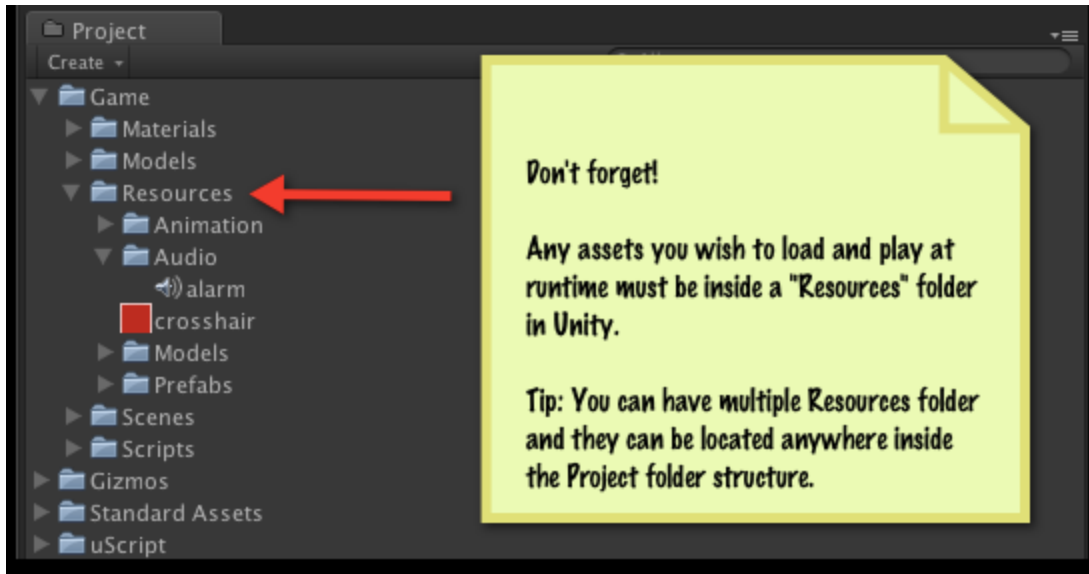 Project
Create
Game
Materials
Models
Resources
Animation
Audio
alarm
crosshair
Models
Prefabs
Scenes
Scripts
Gizmos
Standard Assets
uScript
Don't forget!
Any assets you wish to load and play at
runtime must be inside a "Resources" folder
in Unity.
Tip: You can have multiple Resources folder
and they can be located anywhere inside
the Project folder structure.